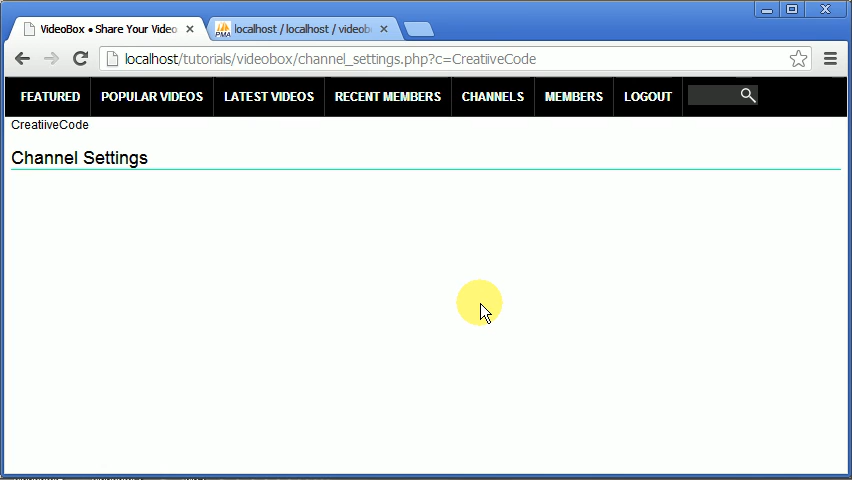 VideoBox • Share Your Video
PMA localhost / localhost / videob
localhost/tutorials/videobox/channel_settings.php?c=CreatiiveCode
FEATURED POPULAR VIDEOS LATEST VIDEOS RECENT MEMBERS CHANNELS MEMBERS LOGOUT
CreatiiveCode
Channel Settings